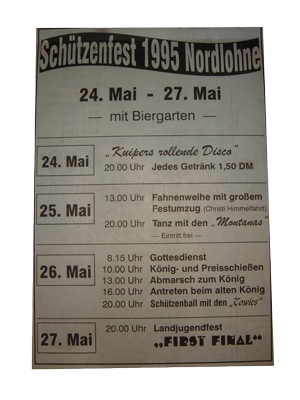 Schützenfest 1995 Nordlohne
24. Mai - 27. Mai
— mit Biergarten —
24. Mai
„Kuipers rollende Disco"
20.00 Uhr Jedes Getränk 1,50 DM
25. Mai
13.00 Uhr Fahnenweihe mit großem
Festumzug (Christi Himmelfahrt)
20.00 Uhr Tanz mit den „Montanas"
— Eintritt frei —
26. Mai
8.15 Uhr Gottesdienst
10.00 Uhr König- und Preisschießen
13.00 Uhr Abmarsch zum König
16.00 Uhr Antreten beim alten König
20.00 Uhr Schützenball mit den „Towies"
27. Mai
20.00 Uhr Landjugendfest
„FIRST FINAL"